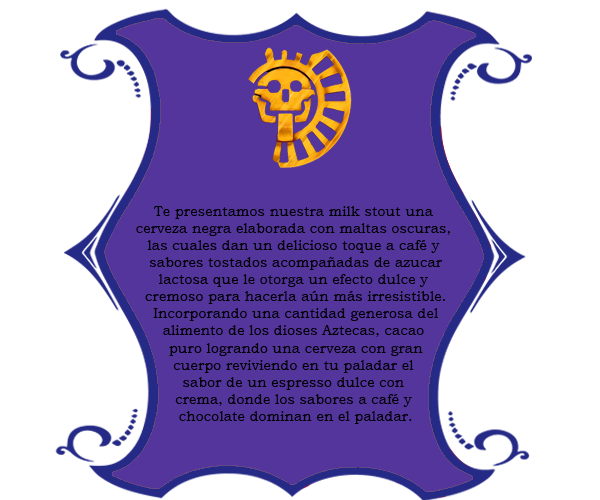 Te presentamos nuestra milk stout una
cerveza negra elaborada con maltas oscuras,
las cuales dan un delicioso toque a café y
sabores tostados acompañadas de azucar
lactosa que le otorga un efecto dulce y
cremoso para hacerla aún más irresistible.
Incorporando una cantidad generosa del
alimento de los dioses Aztecas, cacao
puro logrando una cerveza con gran
cuerpo reviviendo en tu paladar el
sabor de un espresso dulce con
crema, donde los sabores a café y
chocolate dominan en el paladar.